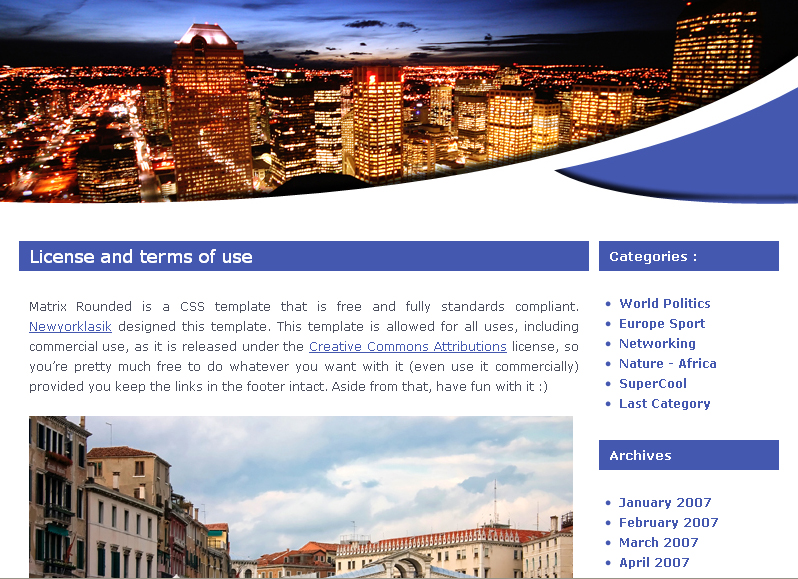 License and terms of use
Matrix Rounded is a CSS template that is free and fully standards compliant.
Newyorklasik designed this template. This template is allowed for all uses, including
commercial use, as it is released under the Creative Commons Attributions license, so
you’re pretty much free to do whatever you want with it (even use it commercially)
provided you keep the links in the footer intact. Aside from that, have fun with it :)
Categories :
World Politics
Europe Sport
Networking
Nature - Africa
SuperCool
Last Category
Archives
January 2007
February 2007
March 2007
April 2007